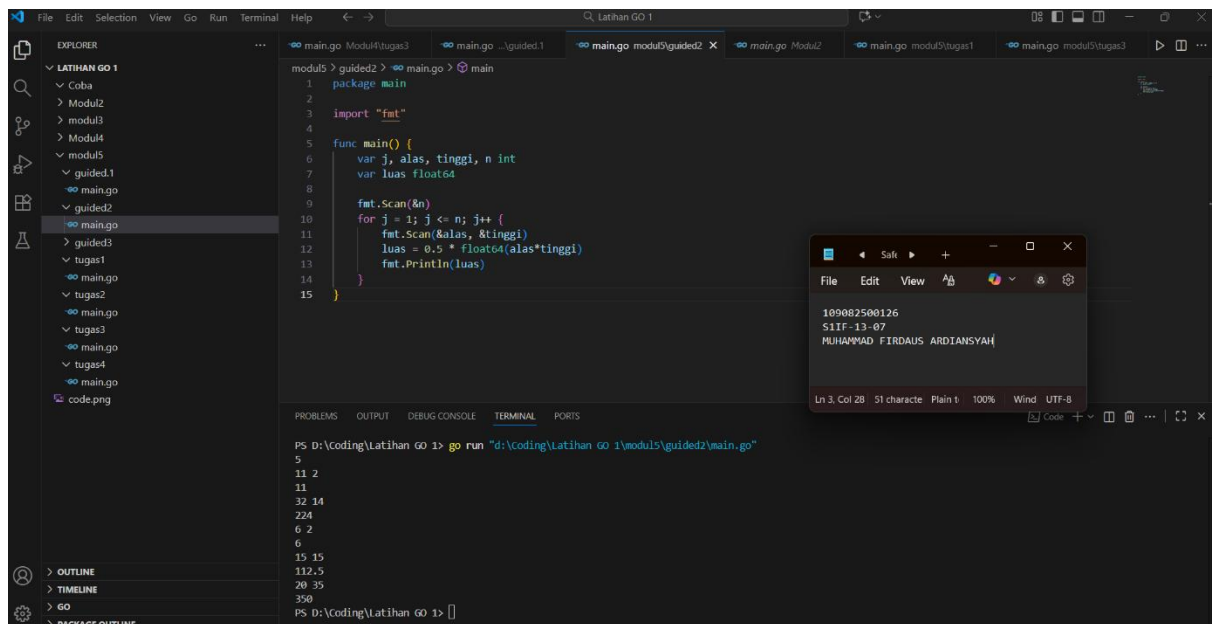 File Edit Selection View Go Run Terminal Help
Latihan GO 1
EXPLORER
LATIHAN GO 1
Coba
Modul2
modul3
Modul4
modul5
guided.1
main.go
guided2
main.go
guided3
tugas1
main.go
tugas2
main.go
tugas3
main.go
tugas4
main.go
code.png
OUTLINE
TIMELINE
GO
PACKAGE OUTLINE
main.go Modul4\tugas3 main.go ...\guided.1 main.go modul5\guided2 main.go Modul2 main.go modul5\tugas1 main.go modul5\tugas3
modul5 > guided2 > main.go > main
1 package main
2
3 import "fmt"
4
5 func main() {
6 var j, alas, tinggi, n int
7 var luas float64
8
9 fmt.Scan(&n)
10 for j = 1; j <= n; j++ {
11 fmt.Scan(&alas, &tinggi)
12 luas = 0.5 * float64(alas*tinggi)
13 fmt.Println(luas)
14 }
15 }
Safe
File Edit View
109082500126
S1IF-13-07
MUHAMMAD FIRDAUS ARDIANSYAH
Ln 3, Col 28 51 characte Plain t 100% Wind UTF-8
PROBLEMS OUTPUT DEBUG CONSOLE TERMINAL PORTS
Code
PS D:\Coding\Latihan GO 1> go run "d:\Coding\Latihan GO 1\modul5\guided2\main.go"
5
11 2
11
32 14
224
6 2
6
15 15
112.5
20 35
350
PS D:\Coding\Latihan GO 1>